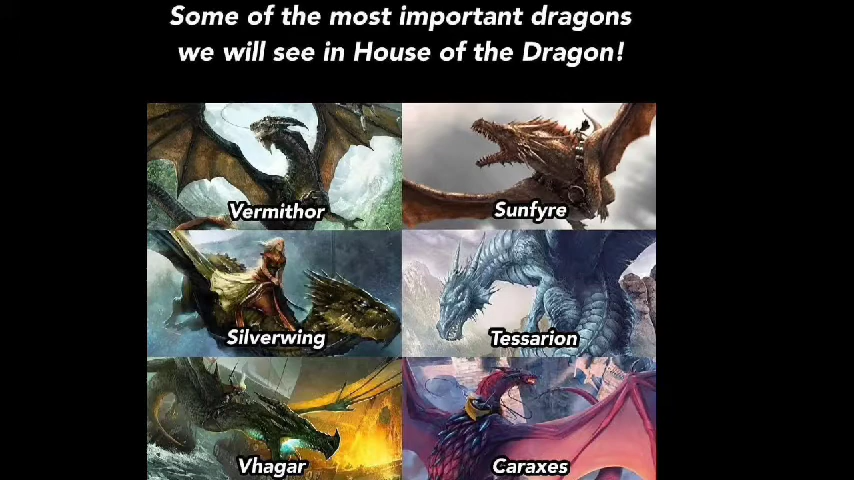 Some of the most important dragons
we will see in House of the Dragon!
Vermithor
Sunfyre
Silverwing
Tessarion
Vhagar
Caraxes